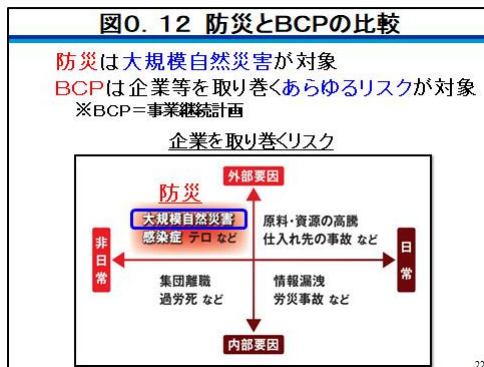 図0. 12 防災とBCPの比較
防災は大規模自然災害が対象
BCPは企業等を取り巻くあらゆるリスクが対象
※BCP=事業継続計画
企業を取り巻くリスク
外部要因
防災
大規模自然災害
感染症 テロ など
原料・資源の高騰
仕入れ先の事故 など
非日常
日常
集団離職
過労死 など
情報漏洩
労災事故 など
内部要因
22